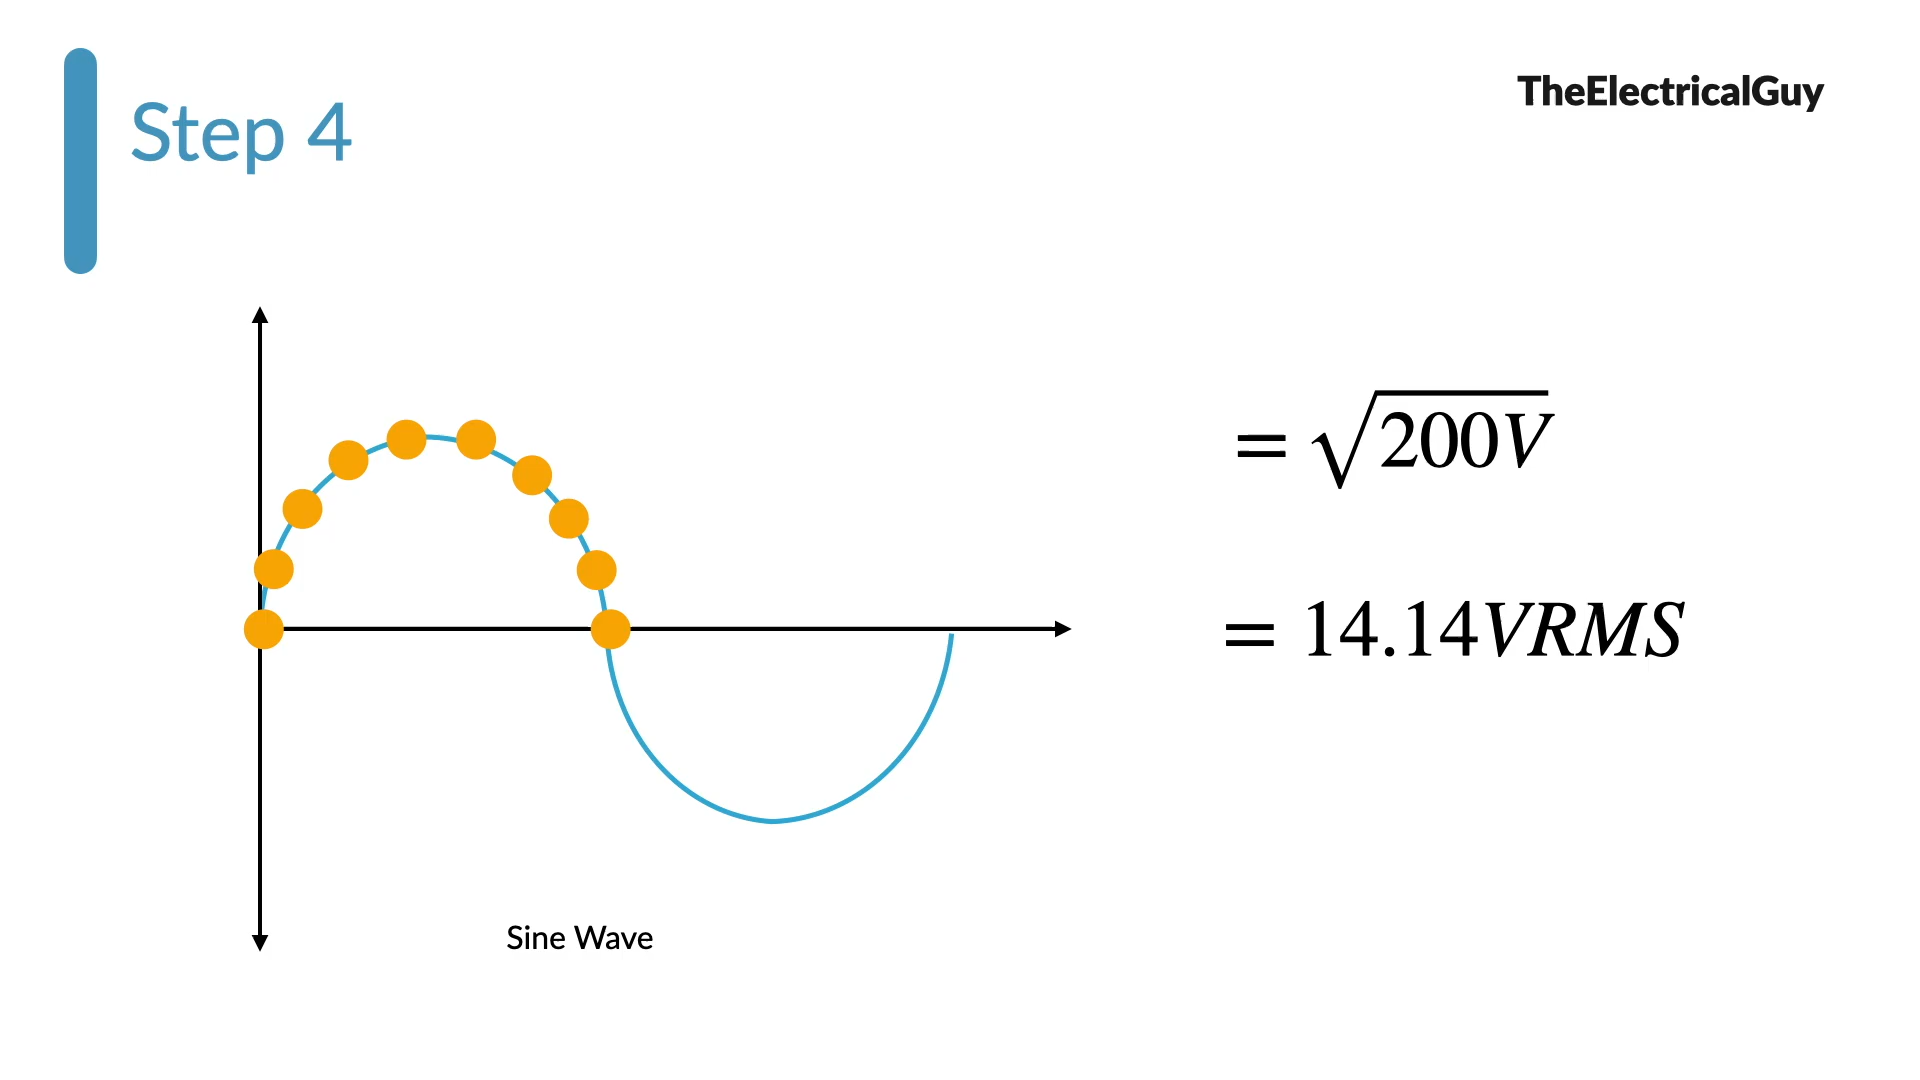 Step 4
TheElectricalGuy
= √200V
= 14.14VRMS
Sine Wave